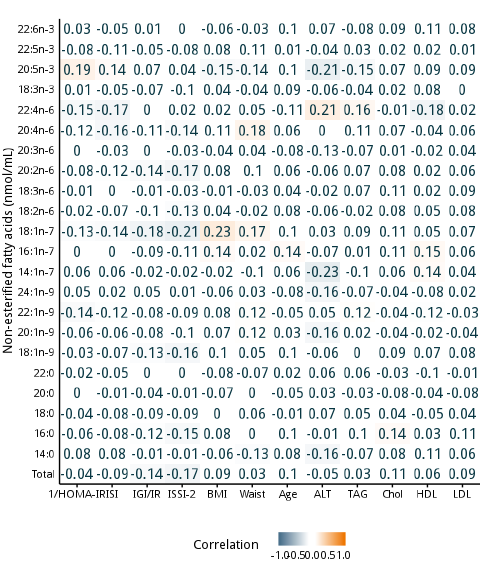 22:6n-3 0.03 -0.05 0.01 0 -0.06 -0.03 0.1 0.07 -0.08 0.09 0.11 0.08
22:5n-3 -0.08 -0.11 -0.05 -0.08 0.08 0.11 0.01 -0.04 0.03 0.02 0.02 0.01
20:5n-3 0.19 0.14 0.07 0.04 -0.15 -0.14 0.1 -0.21 -0.15 0.07 0.09 0.09
18:3n-3 0.01 -0.05 -0.07 -0.1 0.04 -0.04 0.09 -0.06 -0.04 0.02 0.08 0
22:4n-6 -0.15 -0.17 0 0.02 0.02 0.05 -0.11 0.21 0.16 -0.01 -0.18 0.02
20:4n-6 -0.12 -0.16 -0.11 -0.14 0.11 0.18 0.06 0 0.11 0.07 -0.04 0.06
20:3n-6 0 -0.03 0 -0.03 -0.04 0.04 -0.08 -0.13 -0.07 0.01 -0.02 0.04
20:2n-6 -0.08 -0.12 -0.14 -0.17 0.08 0.1 0.06 -0.06 0.07 0.08 0.02 0.06
18:3n-6 -0.01 0 -0.01 -0.03 -0.01 -0.03 0.04 -0.02 0.07 0.11 0.02 0.09
18:2n-6 -0.02 -0.07 -0.1 -0.13 0.04 -0.02 0.08 -0.06 -0.02 0.08 0.05 0.08
18:1n-7 -0.13 -0.14 -0.18 -0.21 0.23 0.17 0.1 0.03 0.09 0.11 0.05 0.07
16:1n-7 0 0 -0.09 -0.11 0.14 0.02 0.14 -0.07 0.01 0.11 0.15 0.06
14:1n-7 0.06 0.06 -0.02 -0.02 -0.02 -0.1 0.06 -0.23 -0.1 0.06 0.14 0.04
24:1n-9 0.05 0.02 0.05 0.01 -0.06 0.03 -0.08 -0.16 -0.07 -0.04 -0.08 0.02
22:1n-9 -0.14 -0.12 -0.08 -0.09 0.08 0.12 -0.05 0.05 0.12 -0.04 -0.12 -0.03
20:1n-9 -0.06 -0.06 -0.08 -0.1 0.07 0.12 0.03 -0.16 0.02 -0.04 -0.02 -0.04
18:1n-9 -0.03 -0.07 -0.13 -0.16 0.1 0.05 0.1 -0.06 0 0.09 0.07 0.08
22:0 -0.02 -0.05 0 0 -0.08 -0.07 0.02 0.06 0.06 -0.03 -0.1 -0.01
20:0 0 -0.01 -0.04 -0.01 -0.07 0 -0.05 0.03 -0.03 -0.08 -0.04 -0.08
18:0 -0.04 -0.08 -0.09 -0.09 0 0.06 -0.01 0.07 0.05 0.04 -0.05 0.04
16:0 -0.06 -0.08 -0.12 -0.15 0.08 0 0.1 -0.01 0.1 0.14 0.03 0.11
14:0 0.08 0.08 -0.01 -0.01 -0.06 -0.13 0.08 -0.16 -0.07 0.08 0.11 0.06
Total -0.04 -0.09 -0.14 -0.17 0.09 0.03 0.1 -0.05 0.03 0.11 0.06 0.09
1/HOMA-IR ISI IGI/IR ISSI-2 BMI Waist Age ALT TAG Chol HDL LDL
Non-esterified fatty acids (nmol/mL)
Correlation
-1.0 -0.5 0.0 0.5 1.0